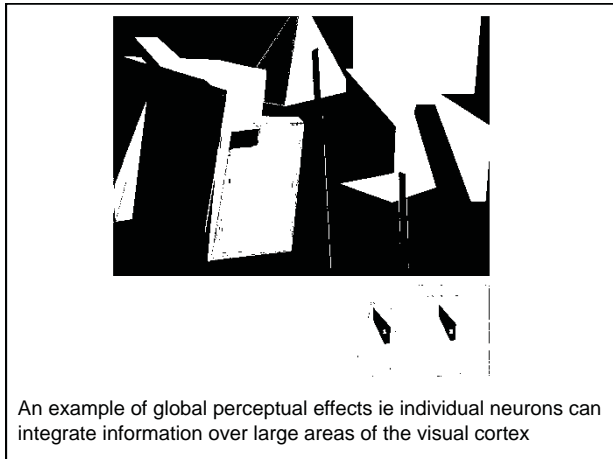 An example of global perceptual effects ie individual neurons can
integrate information over large areas of the visual cortex